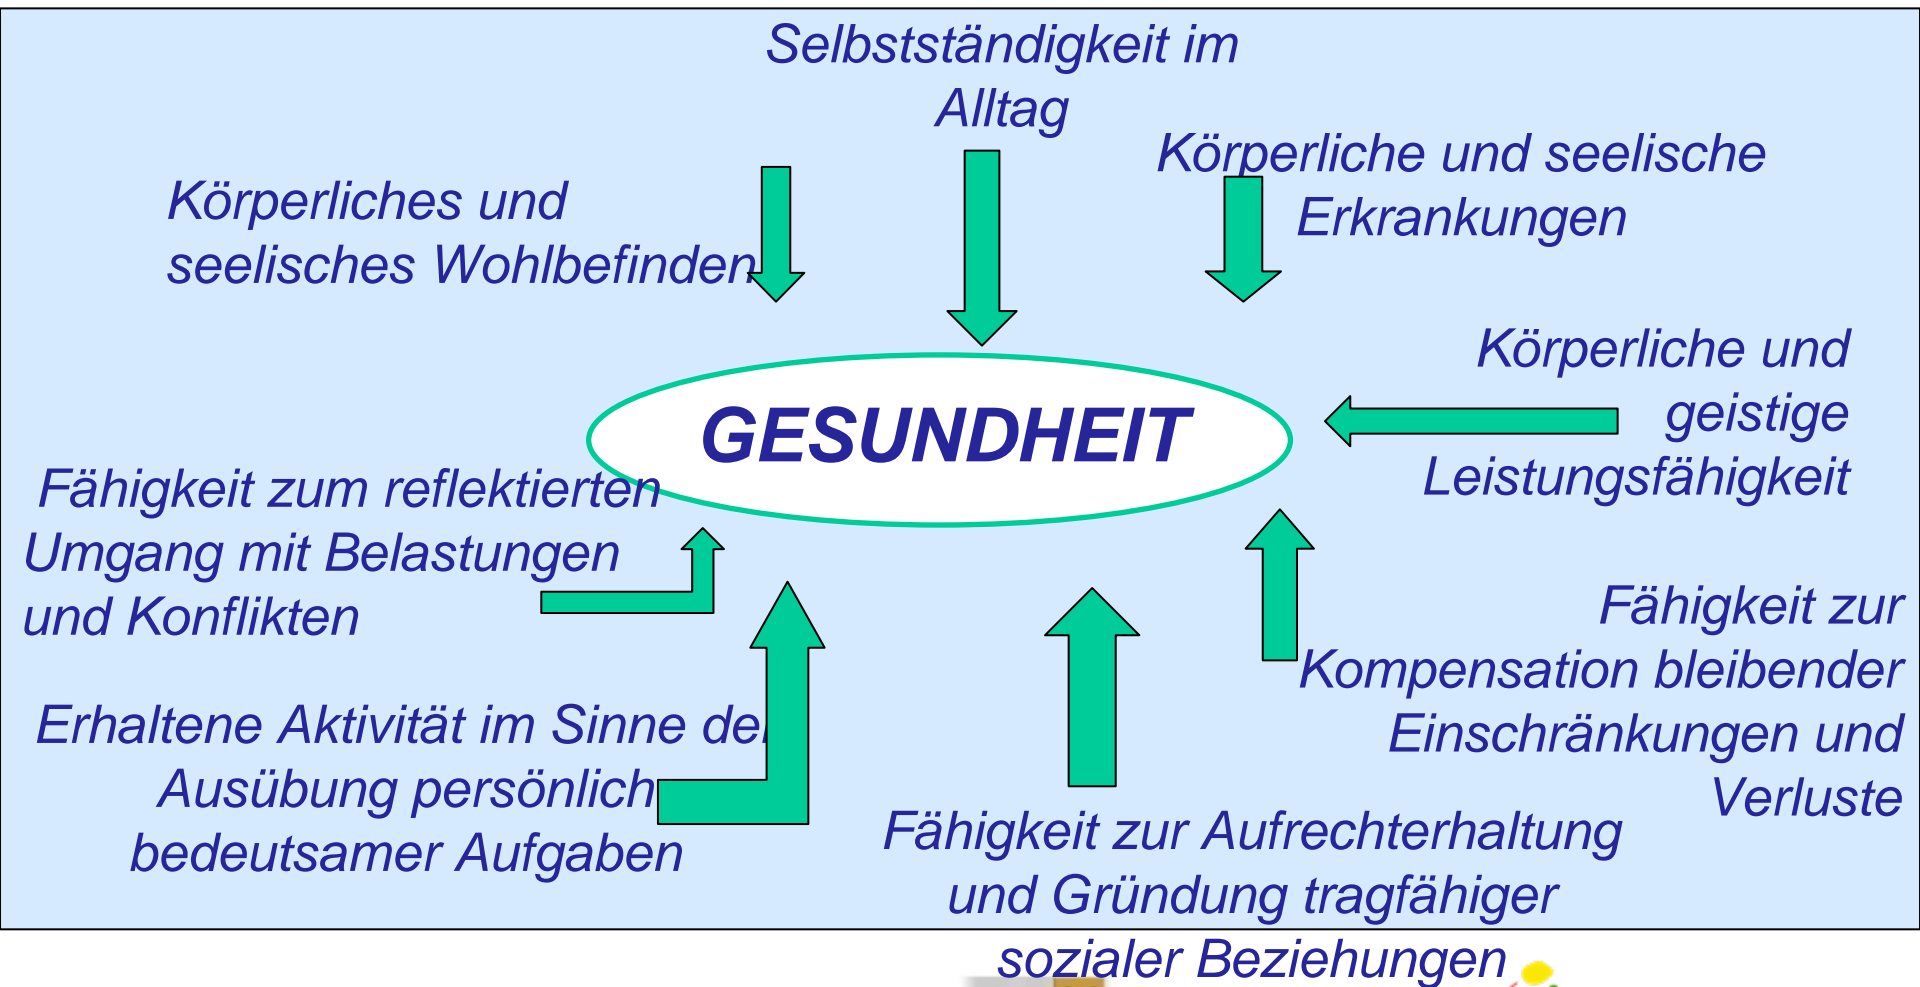 Selbstständigkeit im
Alltag
Körperliche und seelische
Erkrankungen
Körperliches und
seelisches Wohlbefinden
Körperliche und
geistige
Leistungsfähigkeit
GESUNDHEIT
Fähigkeit zum reflektierten
Umgang mit Belastungen
und Konflikten
Fähigkeit zur
Kompensation bleibender
Einschränkungen und
Verluste
Erhaltene Aktivität im Sinne der
Ausübung persönlich
bedeutsamer Aufgaben
Fähigkeit zur Aufrechterhaltung
und Gründung tragfähiger
sozialer Beziehungen